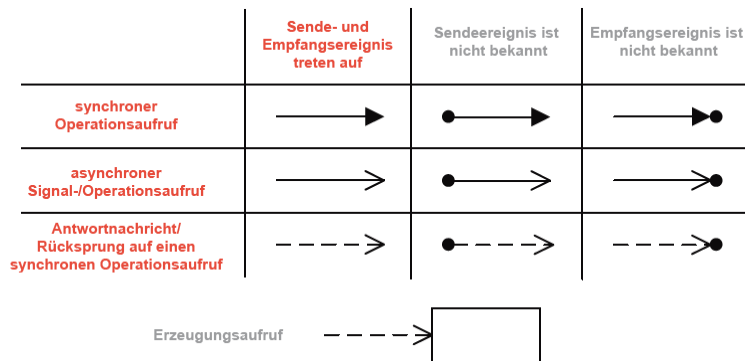 Sende- und
Empfangsereignis
treten auf
Sendeereignis ist
nicht bekannt
Empfangsereignis ist
nicht bekannt
synchroner
Operationsaufruf
asynchroner
Signal-/Operationsaufruf
Antwortnachricht/
Rücksprung auf einen
synchronen Operationsaufruf
Erzeugungsaufruf